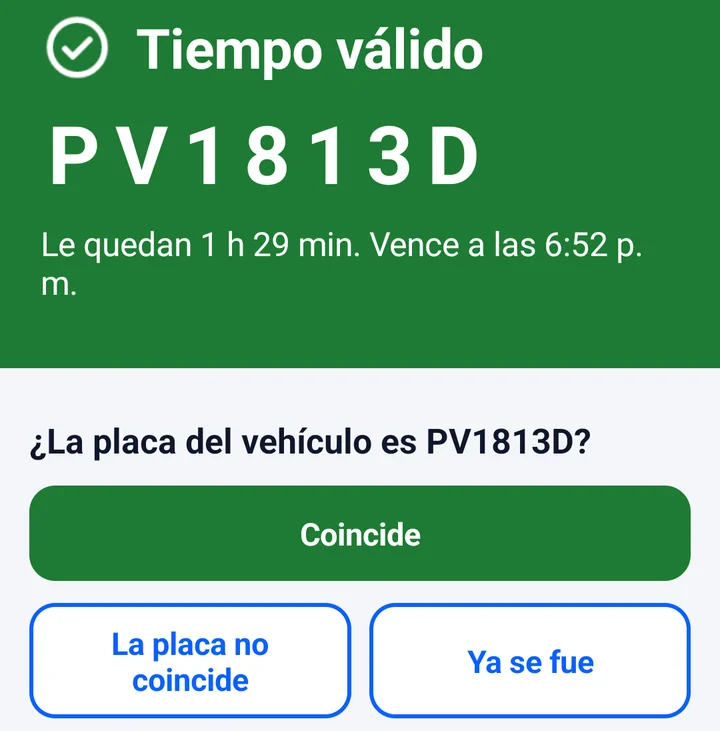 Tiempo válido
PV1813D
Le quedan 1 h 29 min. Vence a las 6:52 p.
m.
¿La placa del vehículo es PV1813D?
Coincide
La placa no
coincide
Ya se fue